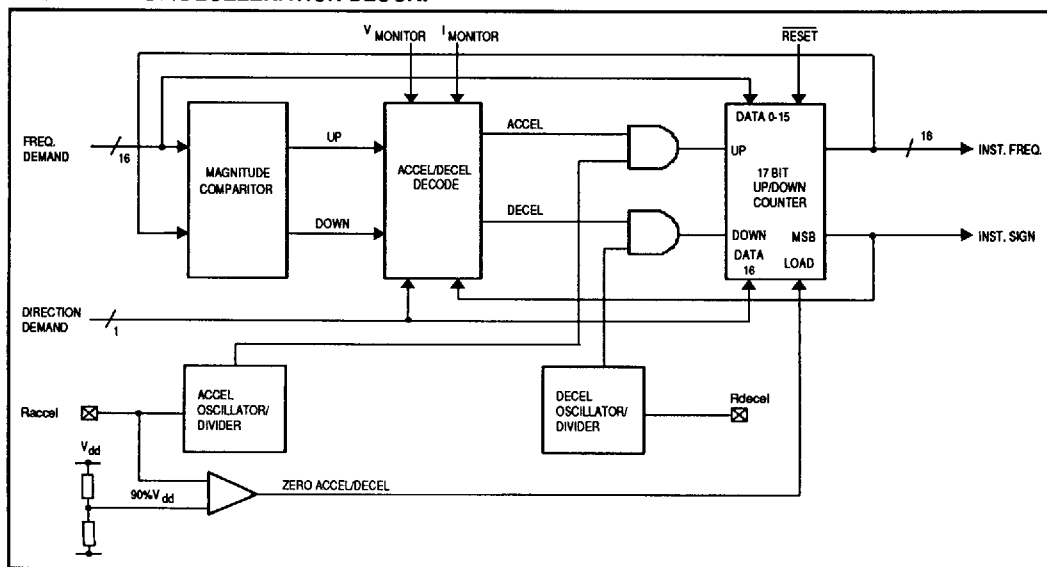 V MONITOR
I MONITOR
RESET
FREQ.
DEMAND
16
MAGNITUDE
COMPARITOR
UP
DOWN
ACCEL/DECEL
DECODE
ACCEL
DECEL
DATA 0-15
UP
17 BIT
UP/DOWN
COUNTER
DOWN
MSB
DATA
16
LOAD
16
INST. FREQ.
INST. SIGN
DIRECTION
DEMAND
1
ACCEL
OSCILLATOR/
DIVIDER
DECEL
OSCILLATOR/
DIVIDER
Raccel
Rdecel
Vdd
90%Vdd
ZERO ACCEL/DECEL